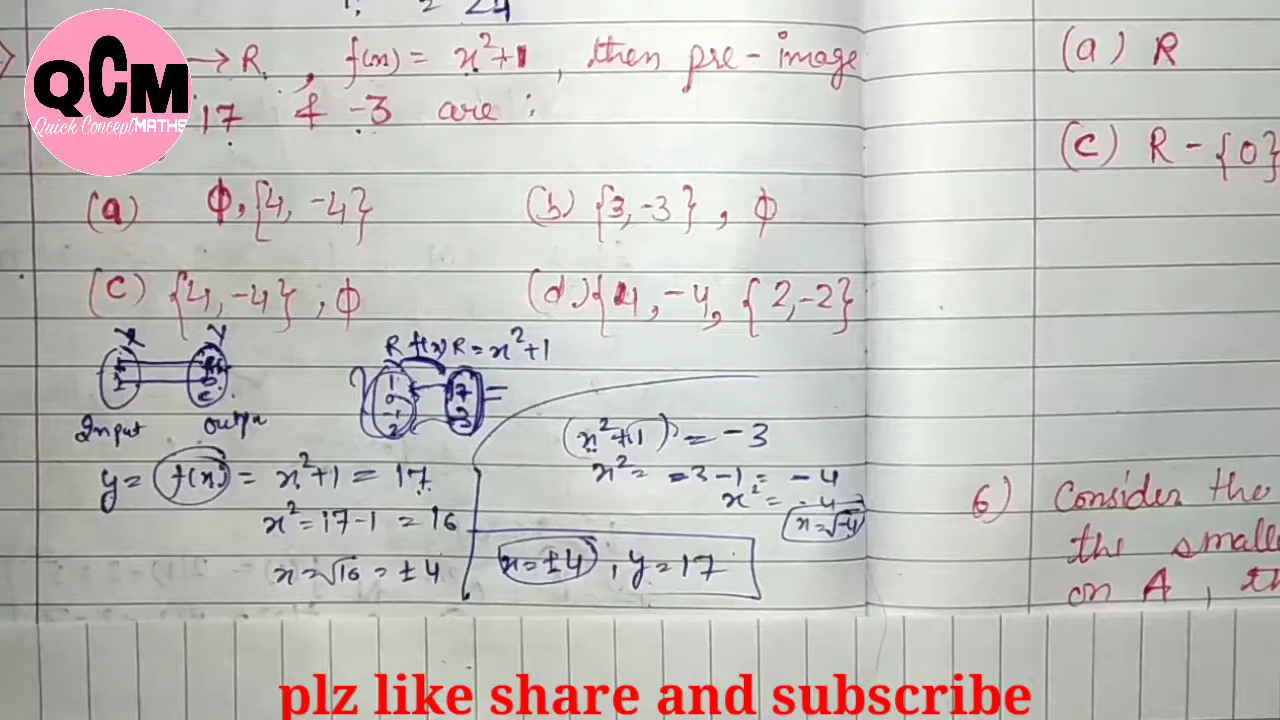 → R , f(x) = x²+1 , then pre-image
17 & -3 are :
(a) ϕ, {4, -4}
(b) {3, -3} , ϕ
(c) {4, -4} , ϕ
(d) {4, -4, {2, -2}
X Y
Input output
R f(x) R = x²+1
y = f(x) = x²+1 = 17
x² = 17-1 = 16
x = √16 = ±4
(x²+1) = -3
x² = -3-1 = -4
x² = -4
x = √-4
x = ±4 , y = 17
(a) R
(c) R - {0}
6) Consider the
the small
on A ,
QCM
Quick Concept MATHS
plz like share and subscribe